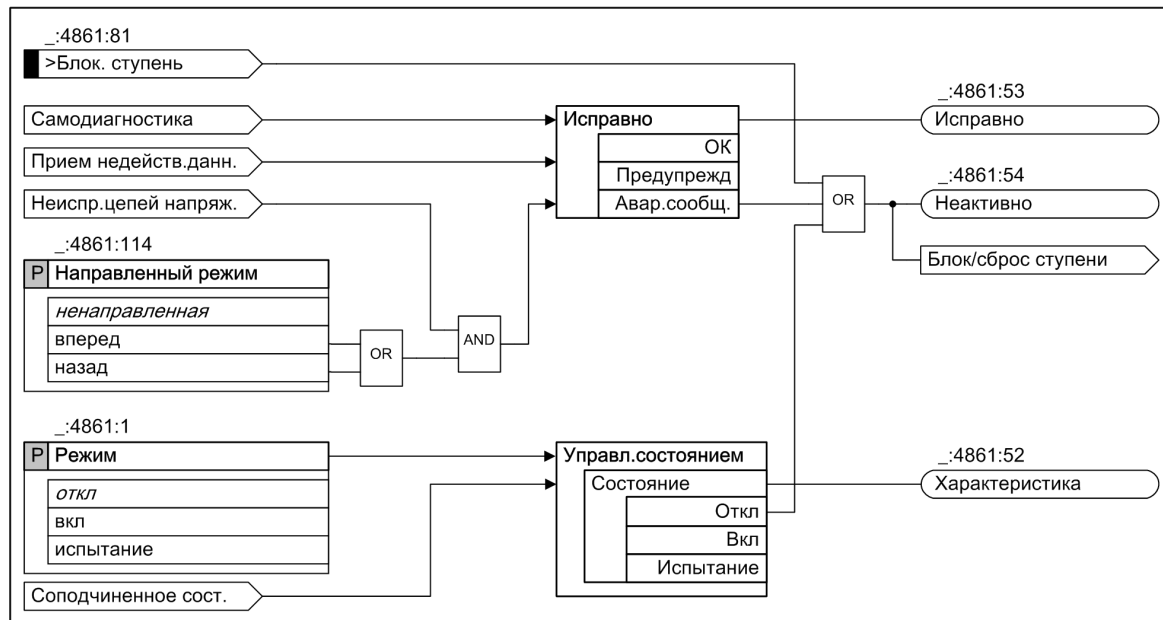 _:4861:81
>Блок. ступень
Самодиагностика
Прием недейств.данн.
Неиспр.цепей напряж.
_:4861:114
P Направленный режим
ненаправленная
вперед
назад
OR
AND
Исправно
ОК
Предупрежд
Авар.сообщ.
OR
_:4861:53
Исправно
_:4861:54
Неактивно
Блок/сброс ступени
_:4861:1
P Режим
откл
вкл
испытание
Соподчиненное сост.
Управл.состоянием
Состояние
Откл
Вкл
Испытание
_:4861:52
Характеристика